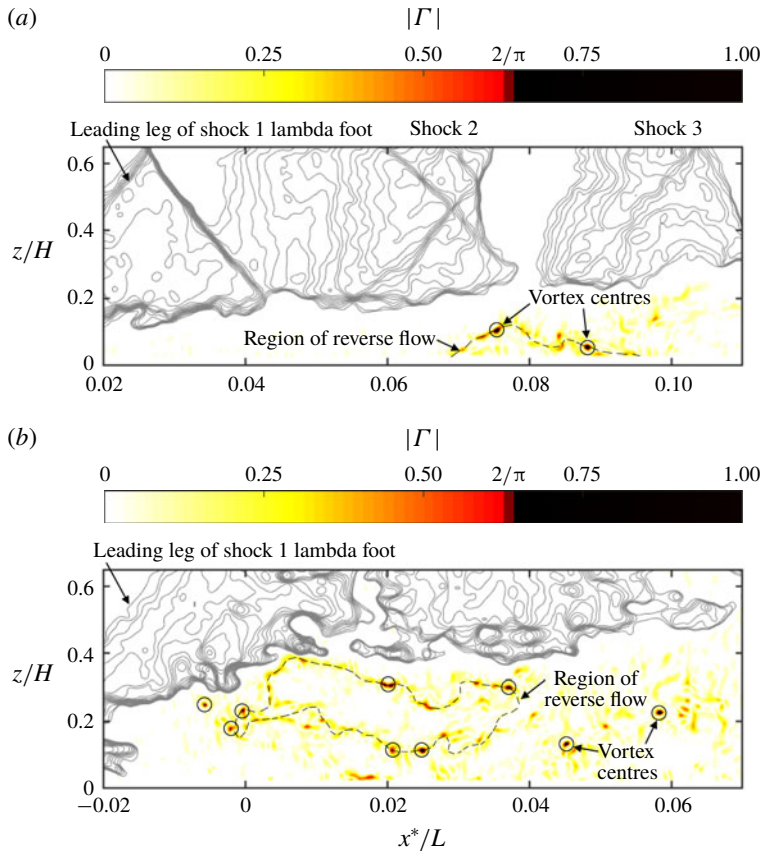 (a)
|Γ|
0 0.25 0.50 2/π 0.75 1.00
Leading leg of shock 1 lambda foot Shock 2 Shock 3
0.6
0.4
z/H
0.2
Vortex centres
Region of reverse flow
0
0.02 0.04 0.06 0.08 0.10
(b)
|Γ|
0 0.25 0.50 2/π 0.75 1.00
Leading leg of shock 1 lambda foot
0.6
0.4
z/H
Region of
reverse flow
0.2
Vortex
centres
0
−0.02 0 0.02 0.04 0.06
x*/L